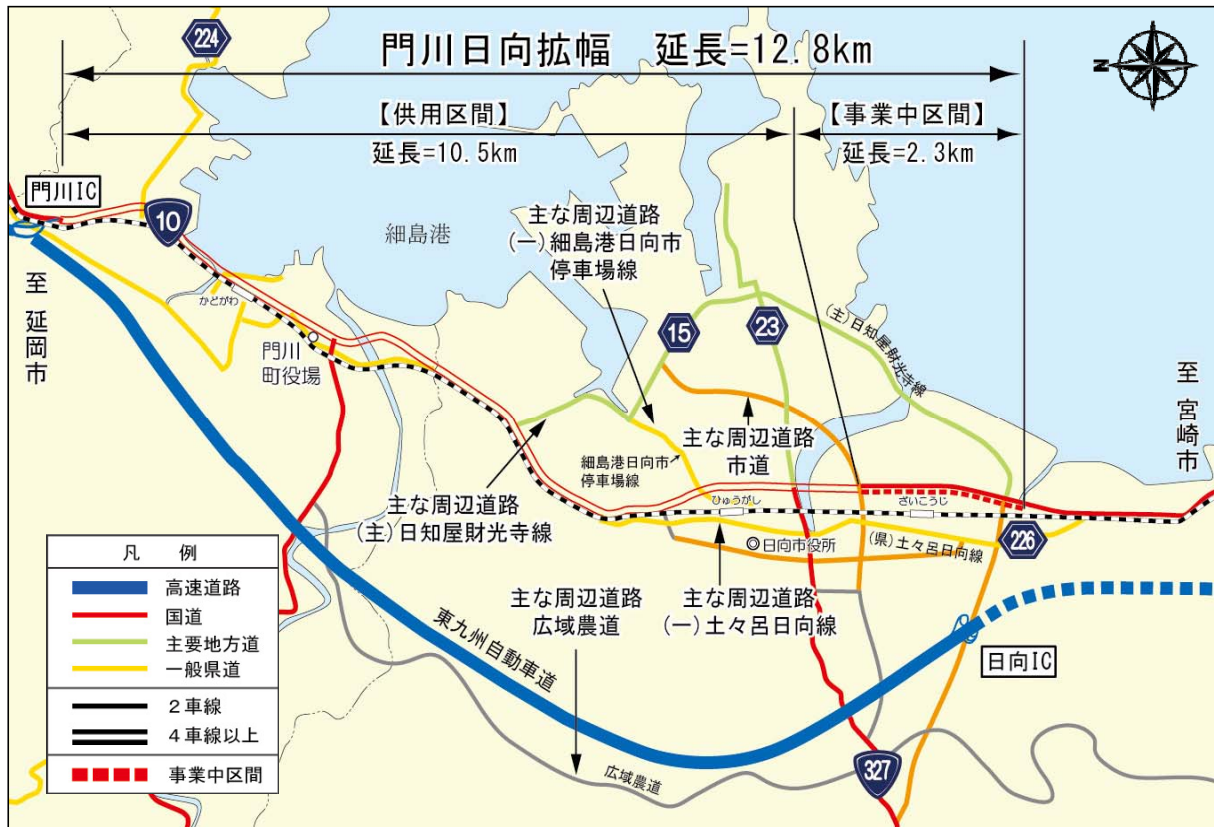 門川日向拡幅 延長=12.8km
【供用区間】
延長=10.5km
【事業中区間】
延長=2.3km
N
224
門川IC
10
至 延岡市
かどがわ
門川
町役場
細島港
主な周辺道路
(一)細島港日向市
停車場線
15
23
(主)日知屋財光寺線
至 宮崎市
主な周辺道路
市道
細島港日向市
停車場線
主な周辺道路
(主)日知屋財光寺線
ひゅうがし
ざいこうじ
日向市役所
(県)土々呂日向線
226
主な周辺道路
広域農道
主な周辺道路
(一)土々呂日向線
東九州自動車道
日向IC
広域農道
327
凡 例
高速道路
国道
主要地方道
一般県道
2車線
4車線以上
事業中区間